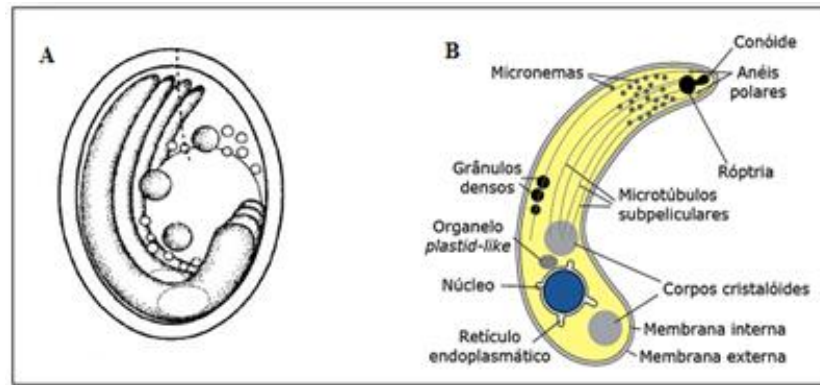 A
B
Conóide
Micronemas
Anéis
polares
Róptria
Grânulos
densos
Microtúbulos
subpeliculares
Organelo
plastid-like
Núcleo
Corpos cristalóides
Retículo
endoplasmático
Membrana interna
Membrana externa